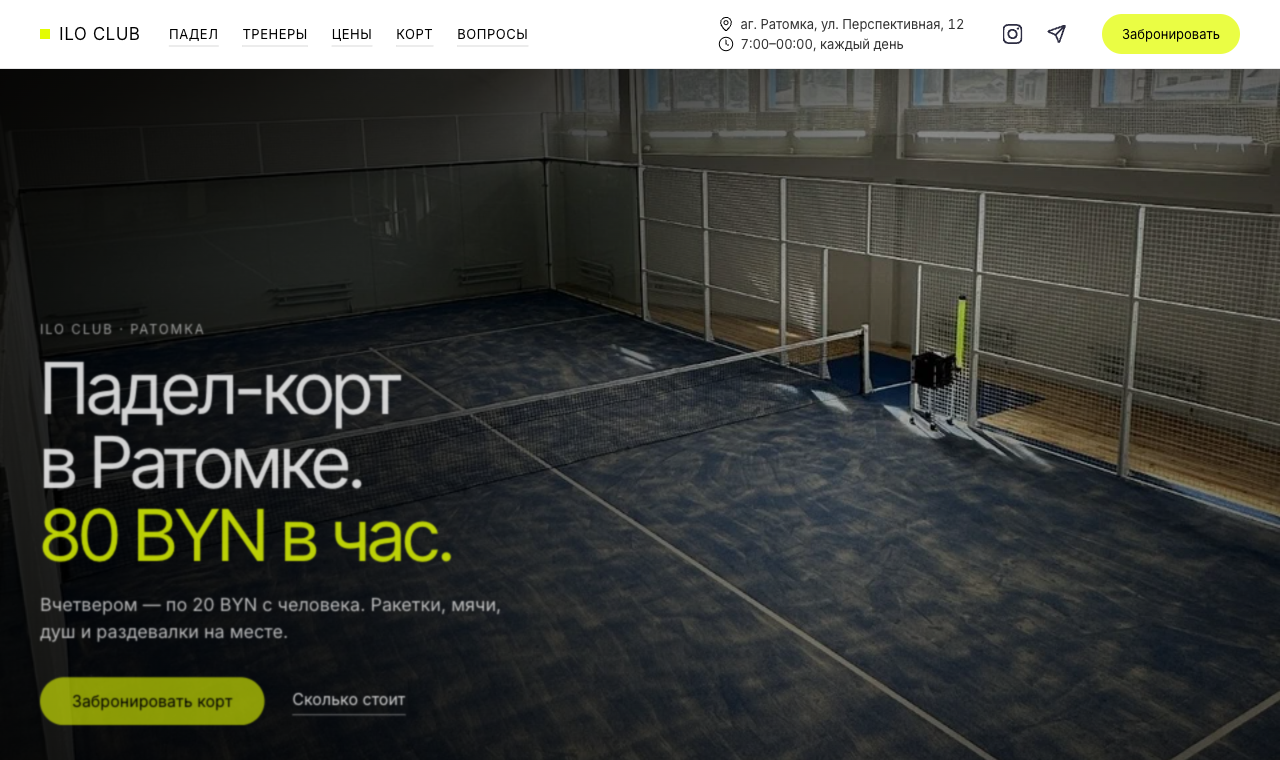 ILO CLUB
ПАДЕЛ
ТРЕНЕРЫ
ЦЕНЫ
КОРТ
ВОПРОСЫ
аг. Ратомка, ул. Перспективная, 12
7:00–00:00, каждый день
Забронировать
ILO CLUB · РАТОМКА
Падел-корт
в Ратомке.
80 BYN в час.
Вчетвером — по 20 BYN с человека. Ракетки, мячи,
душ и раздевалки на месте.
Забронировать корт
Сколько стоит